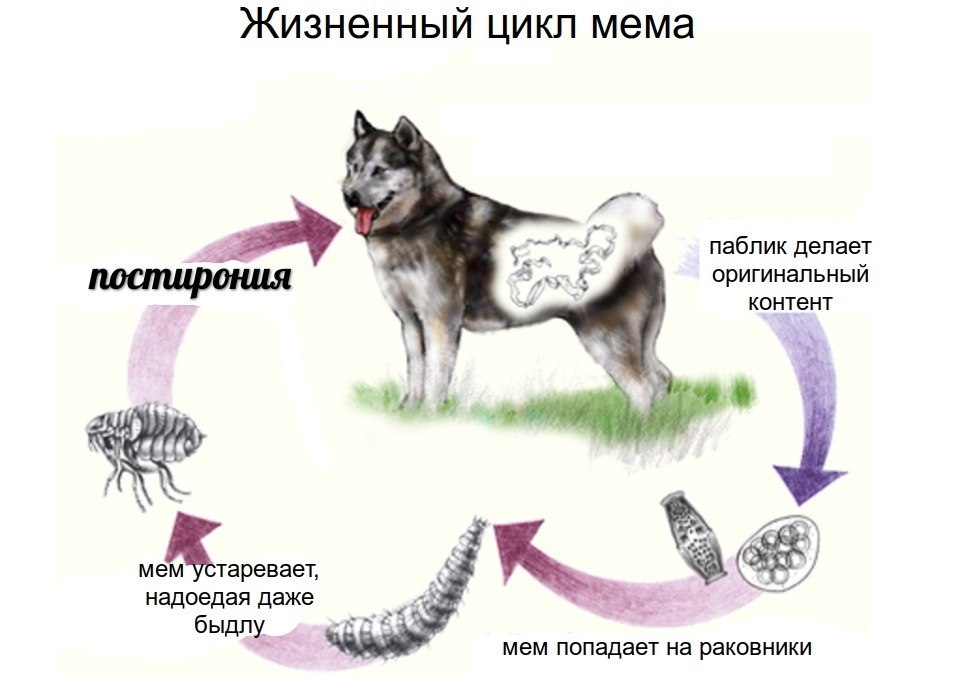 Жизненный цикл мема
паблик делает
оригинальный
контент
постирония
мем устаревает,
надоедая даже
быдлу
мем попадает на раковники